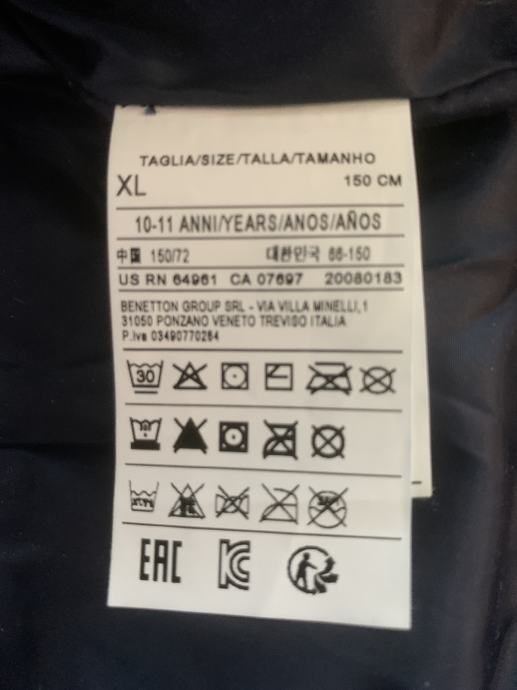 TAGLIA/SIZE/TALLA/TAMANHO
XL 150 CM
10-11 ANNI/YEARS/ANOS/AÑOS
中国 150/72 대한민국 66-150
US RN 64961 CA 07697 20080183
BENETTON GROUP SRL - VIA VILLA MINELLI,1
31050 PONZANO VENETO TREVISO ITALIA
P.Iva 03490770264
30
EAC KC